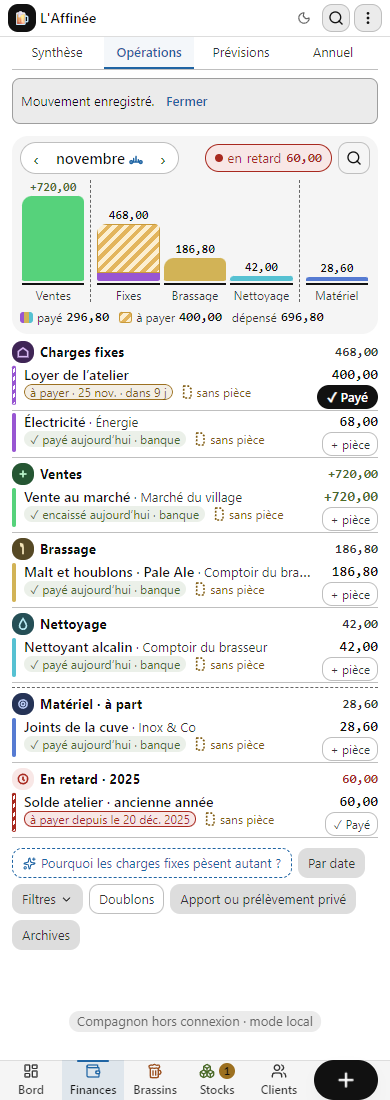 L'Affinée
Synthèse Opérations Prévisions Annuel
Mouvement enregistré. Fermer
‹ novembre › en retard 60,00
+720,00
468,00
186,80
42,00
28,60
Ventes Fixes Brassage Nettoyage Matériel
payé 296,80 à payer 400,00 dépensé 696,80
Charges fixes 468,00
Loyer de l'atelier 400,00
à payer · 25 nov. · dans 9 j sans pièce ✓ Payé
Électricité · Énergie 68,00
✓ payé aujourd'hui · banque sans pièce + pièce
Ventes +720,00
Vente au marché · Marché du village +720,00
✓ encaissé aujourd'hui · banque sans pièce + pièce
Brassage 186,80
Malt et houblons · Pale Ale · Comptoir du bra... 186,80
✓ payé aujourd'hui · banque sans pièce + pièce
Nettoyage 42,00
Nettoyant alcalin · Comptoir du brasseur 42,00
✓ payé aujourd'hui · banque sans pièce + pièce
Matériel · à part 28,60
Joints de la cuve · Inox & Co 28,60
✓ payé aujourd'hui · banque sans pièce + pièce
En retard · 2025 60,00
Solde atelier · ancienne année 60,00
à payer depuis le 20 déc. 2025 sans pièce ✓ Payé
Pourquoi les charges fixes pèsent autant ? Par date
Filtres Doublons Apport ou prélèvement privé
Archives
Compagnon hors connexion · mode local
1
Bord Finances Brassins Stocks Clients +